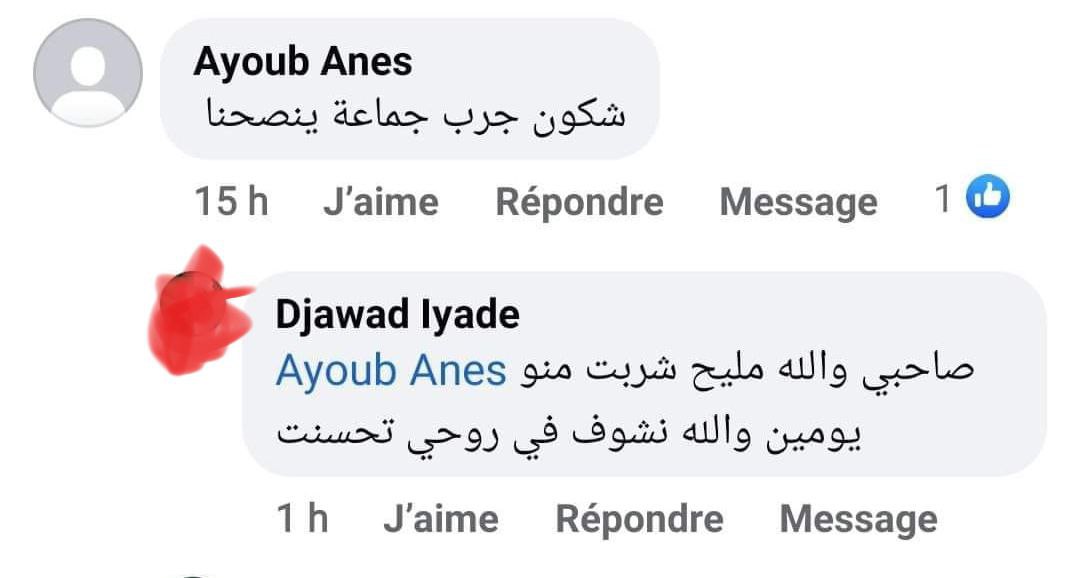 Ayoub Anes
شكون جرب جماعة ينصحنا
15 h J’aime Répondre Message 1
Djawad Iyade
Ayoub Anes صاحبي والله مليح شربت منو
يومين والله نشوف في روحي تحسنت
1 h J’aime Répondre Message